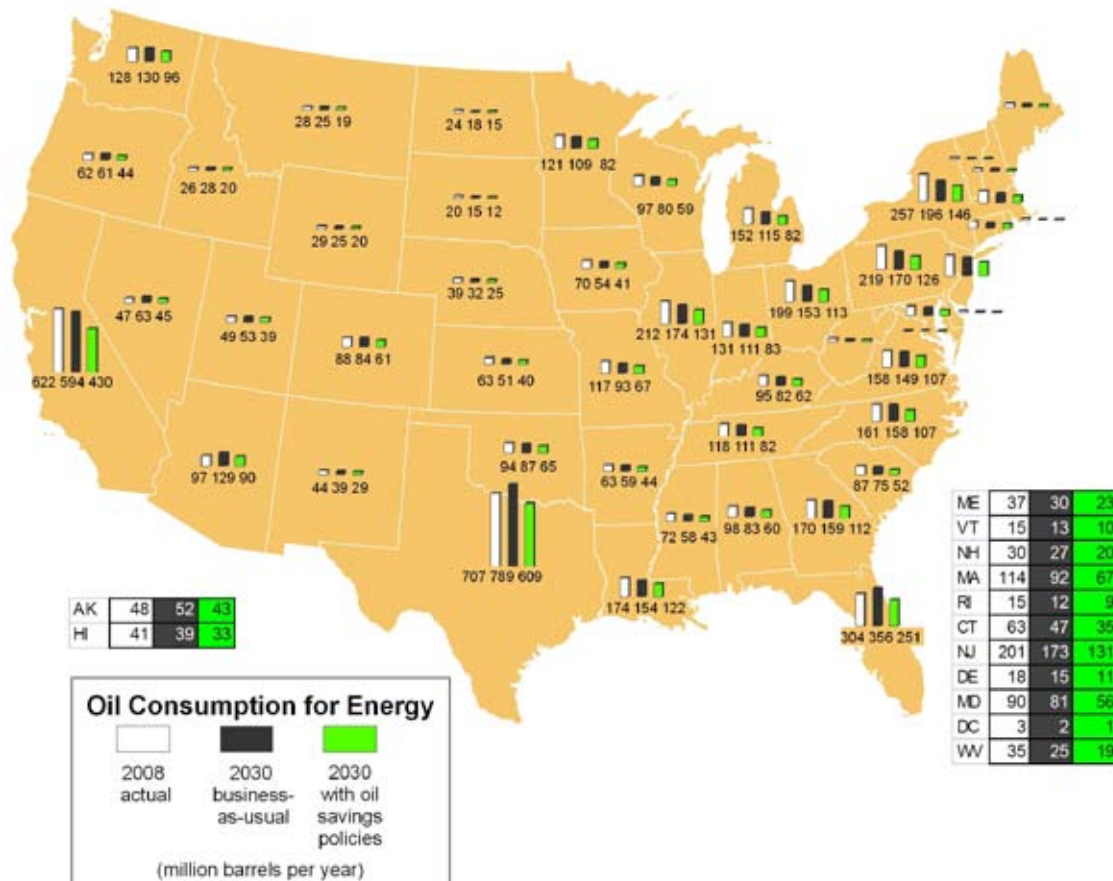 128 130 96
28 25 19
24 18 15
121 109 82
62 61 44
26 28 20
20 15 12
97 80 59
152 115 82
257 196 146
29 25 20
39 32 25
70 54 41
219 170 126
47 63 45
49 53 39
88 84 61
63 51 40
212 174 131
131 111 83
199 153 113
158 149 107
622 594 430
117 93 67
95 82 62
161 158 107
97 129 90
44 39 29
94 87 65
63 59 44
118 111 82
87 75 52
72 58 43
98 83 60
170 159 112
707 789 609
174 154 122
304 356 251
AK 48 52 43
HI 41 39 33
ME 37 30 23
VT 15 13 10
NH 30 27 20
MA 114 92 67
RI 15 12 9
CT 63 47 35
NJ 201 173 131
DE 18 15 11
MD 90 81 56
DC 3 2 1
WV 35 25 19
Oil Consumption for Energy
2008 2030 2030
actual business- with oil
as-usual savings
policies
(million barrels per year)